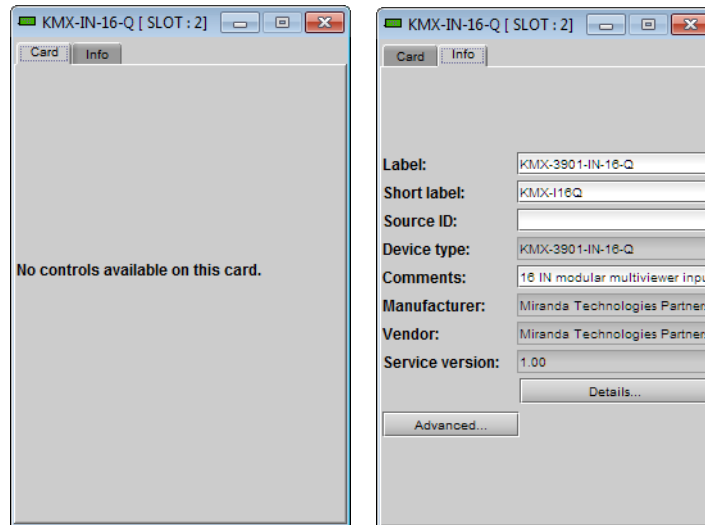 KMX-IN-16-Q [ SLOT : 2]
Card Info
No controls available on this card.
KMX-IN-16-Q [ SLOT : 2]
Card Info
Label: KMX-3901-IN-16-Q
Short label: KMX-I16Q
Source ID:
Device type: KMX-3901-IN-16-Q
Comments: 16 IN modular multiviewer inpu
Manufacturer: Miranda Technologies Partner
Vendor: Miranda Technologies Partner
Service version: 1.00
Details...
Advanced...